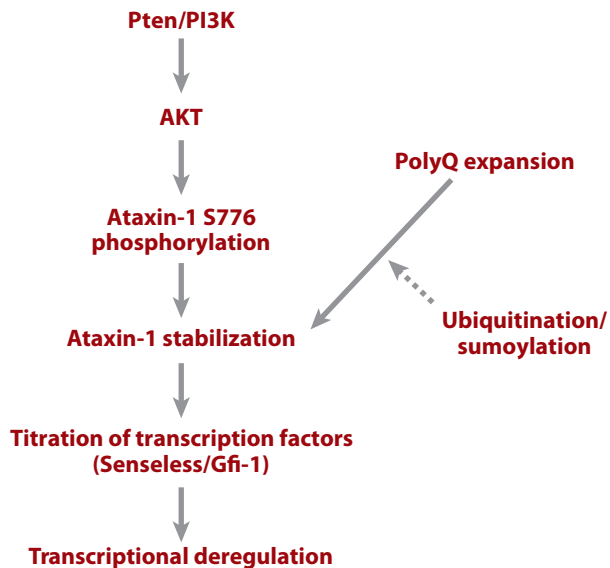 Pten/PI3K
AKT
PolyQ expansion
Ataxin-1 S776
phosphorylation
Ataxin-1 stabilization
Ubiquitination/
sumoylation
Titration of transcription factors
(Senseless/Gfi-1)
Transcriptional deregulation